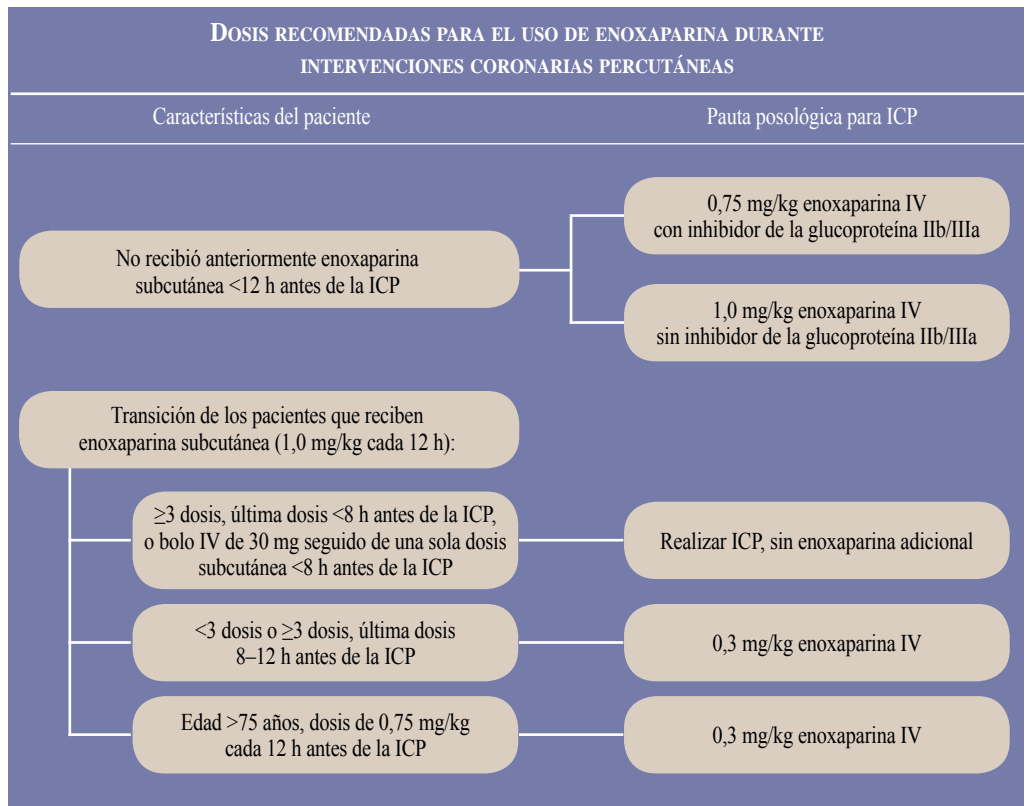 DOSIS RECOMENDADAS PARA EL USO DE ENOXAPARINA DURANTE
INTERVENCIONES CORONARIAS PERCUTÁNEAS
Características del paciente
Pauta posológica para ICP
No recibió anteriormente enoxaparina
subcutánea <12 h antes de la ICP
0,75 mg/kg enoxaparina IV
con inhibidor de la glucoproteína IIb/IIIa
1,0 mg/kg enoxaparina IV
sin inhibidor de la glucoproteína IIb/IIIa
Transición de los pacientes que reciben
enoxaparina subcutánea (1,0 mg/kg cada 12 h):
≥3 dosis, última dosis <8 h antes de la ICP,
o bolo IV de 30 mg seguido de una sola dosis
subcutánea <8 h antes de la ICP
Realizar ICP, sin enoxaparina adicional
<3 dosis o ≥3 dosis, última dosis
8–12 h antes de la ICP
0,3 mg/kg enoxaparina IV
Edad >75 años, dosis de 0,75 mg/kg
cada 12 h antes de la ICP
0,3 mg/kg enoxaparina IV